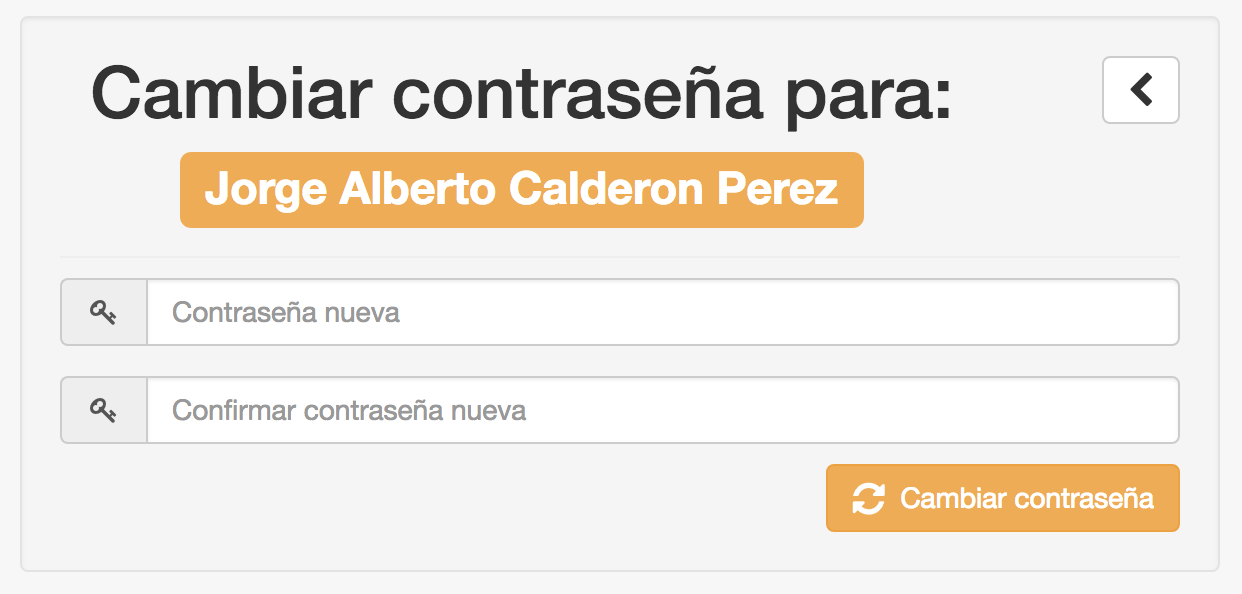 Cambiar contraseña para:
Jorge Alberto Calderon Perez
Contraseña nueva
Confirmar contraseña nueva
Cambiar contraseña